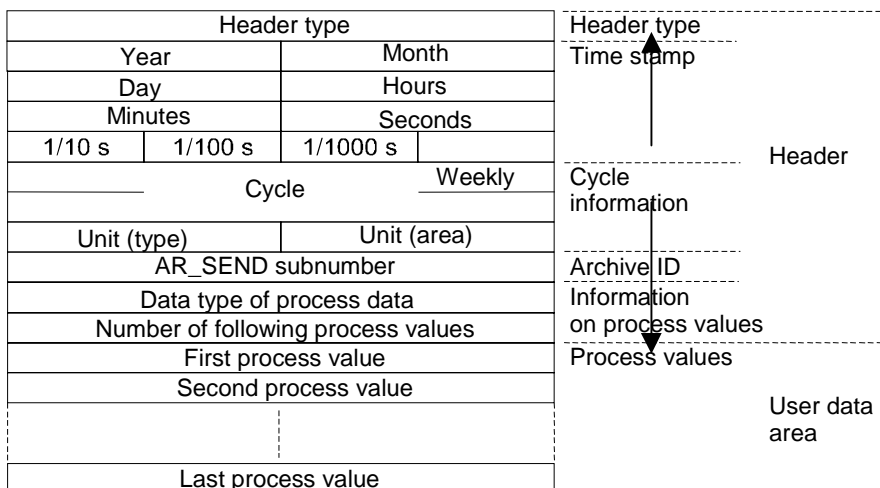 Header type
Header type
Year
Month
Time stamp
Day
Hours
Minutes
Seconds
1/10 s
1/100 s
1/1000 s
Header
Cycle
Weekly
Cycle
information
Unit (type)
Unit (area)
AR_SEND subnumber
Archive ID
Data type of process data
Information
on process values
Number of following process values
First process value
Process values
Second process value
User data
area
Last process value